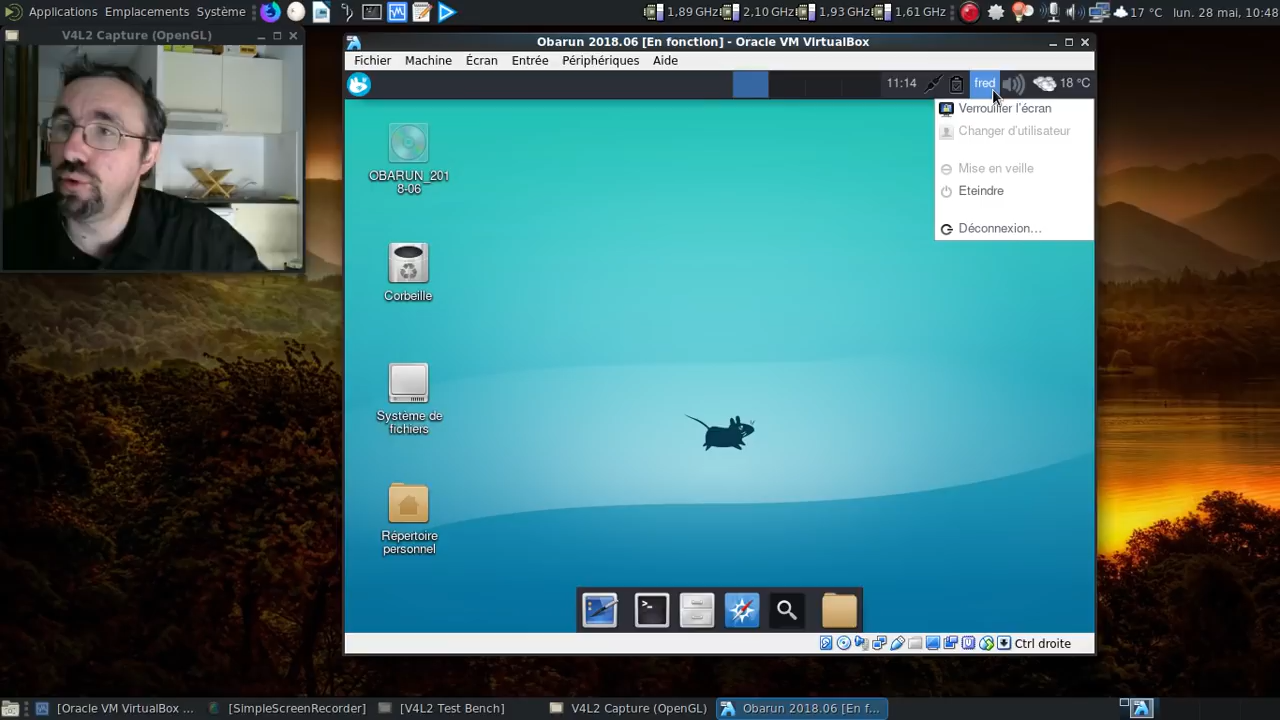 Applications Emplacements Système
1,89 GHz 2,10 GHz 1,93 GHz 1,61 GHz
17 °C lun. 28 mai, 10:48
V4L2 Capture (OpenGL)
Obarun 2018.06 [En fonction] - Oracle VM VirtualBox
Fichier Machine Écran Entrée Périphériques Aide
11:14 fred 18 °C
Verrouiller l'écran
Changer d'utilisateur
Mise en veille
Eteindre
Déconnexion...
OBARUN_201
8-06
Corbeille
Système de
fichiers
Répertoire
personnel
Ctrl droite
[Oracle VM VirtualBox ... [SimpleScreenRecorder] [V4L2 Test Bench] V4L2 Capture (OpenGL) Obarun 2018.06 [En f...